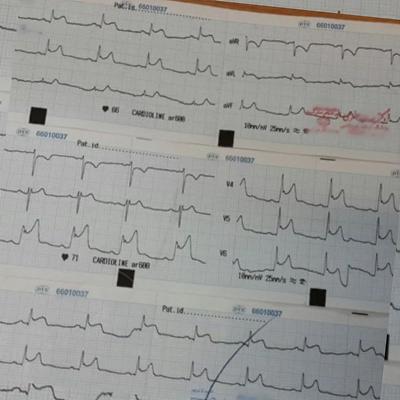 Pat.id. 66010037
66010037
aVR
aVL
aVF
10mm/mV 25mm/s
♥ 66 CARDIOLINE ar600
66010037
Pat.id.
66010037
V4
V5
V6
♥ 71 CARDIOLINE ar600
10mm/mV 25mm/s
66010037
Pat.id.
66010037